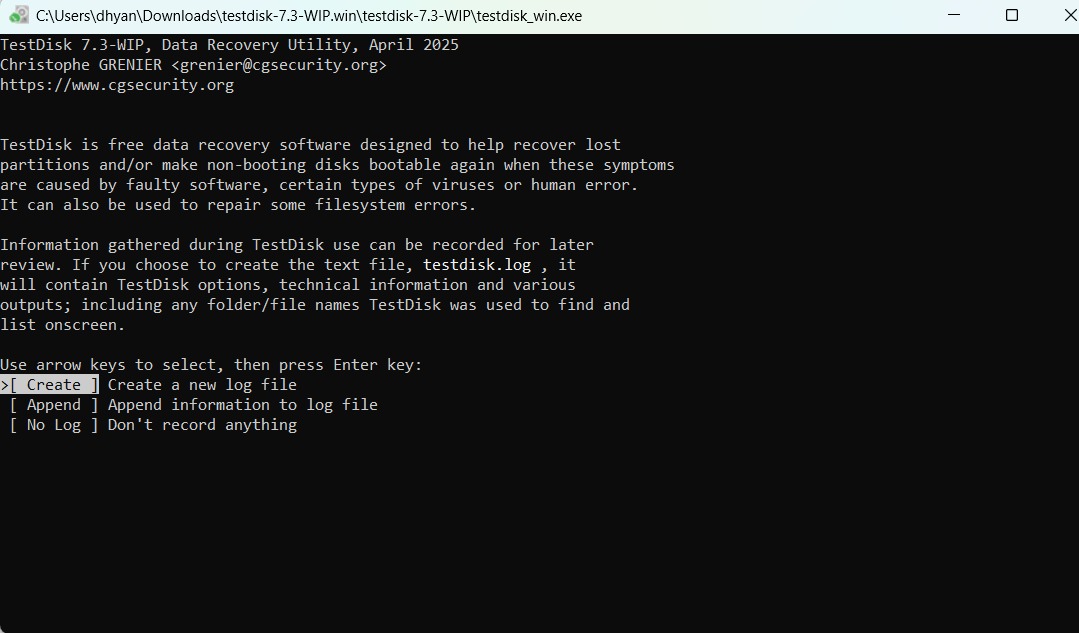 C:\Users\dhyan\Downloads\testdisk-7.3-WIP.win\testdisk-7.3-WIP\testdisk_win.exe
TestDisk 7.3-WIP, Data Recovery Utility, April 2025
Christophe GRENIER <grenier@cgsecurity.org>
https://www.cgsecurity.org
TestDisk is free data recovery software designed to help recover lost
partitions and/or make non-booting disks bootable again when these symptoms
are caused by faulty software, certain types of viruses or human error.
It can also be used to repair some filesystem errors.
Information gathered during TestDisk use can be recorded for later
review. If you choose to create the text file, testdisk.log , it
will contain TestDisk options, technical information and various
outputs; including any folder/file names TestDisk was used to find and
list onscreen.
Use arrow keys to select, then press Enter key:
>[ Create ] Create a new log file
[ Append ] Append information to log file
[ No Log ] Don't record anything